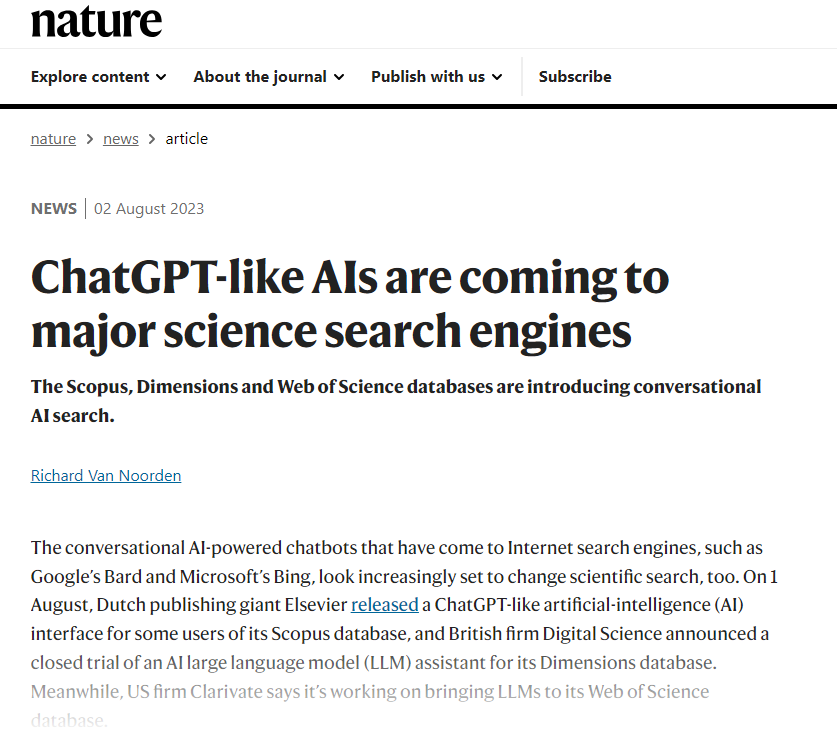 nature
Explore content About the journal Publish with us Subscribe
nature > news > article
NEWS | 02 August 2023
ChatGPT-like AIs are coming to
major science search engines
The Scopus, Dimensions and Web of Science databases are introducing conversational
AI search.
Richard Van Noorden
The conversational AI-powered chatbots that have come to Internet search engines, such as
Google’s Bard and Microsoft’s Bing, look increasingly set to change scientific search, too. On 1
August, Dutch publishing giant Elsevier released a ChatGPT-like artificial-intelligence (AI)
interface for some users of its Scopus database, and British firm Digital Science announced a
closed trial of an AI large language model (LLM) assistant for its Dimensions database.
Meanwhile, US firm Clarivate says it’s working on bringing LLMs to its Web of Science
database.